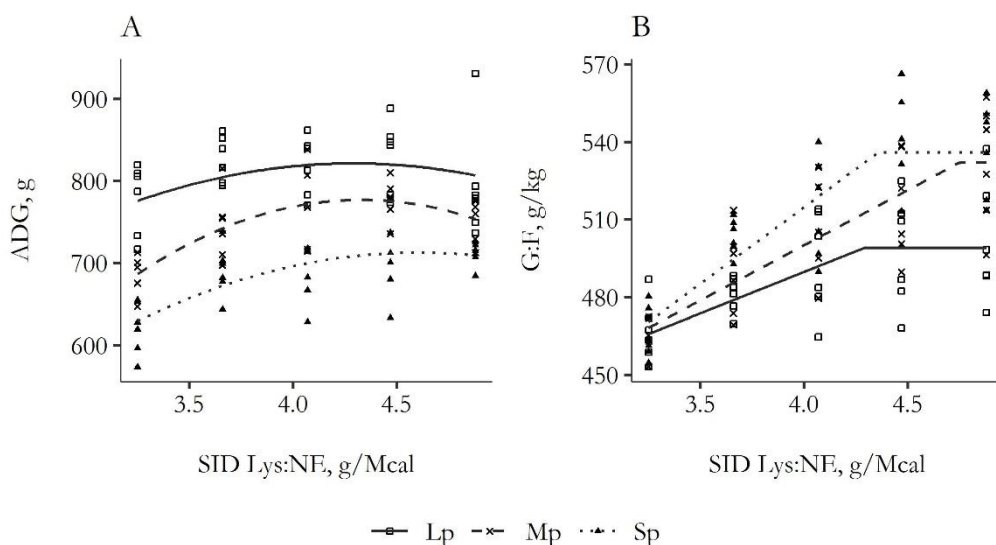 A
B
ADG, g
900
800
700
600
3.5
4.0
4.5
SID Lys:NE, g/Mcal
G:F, g/kg
570
540
510
480
450
3.5
4.0
4.5
SID Lys:NE, g/Mcal
Lp Mp Sp